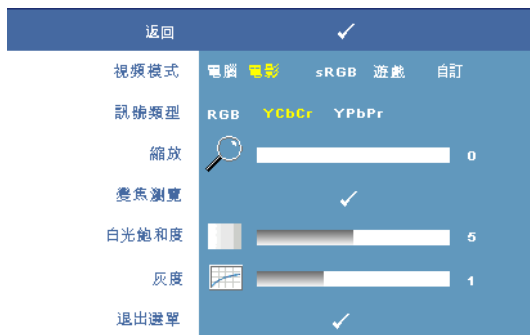 返回
視頻模式 電腦 電影 sRGB 遊戲 自訂
訊號類型 RGB YCbCr YPbPr
縮放 0
變焦瀏覽
白光飽和度 5
灰度 1
退出選單